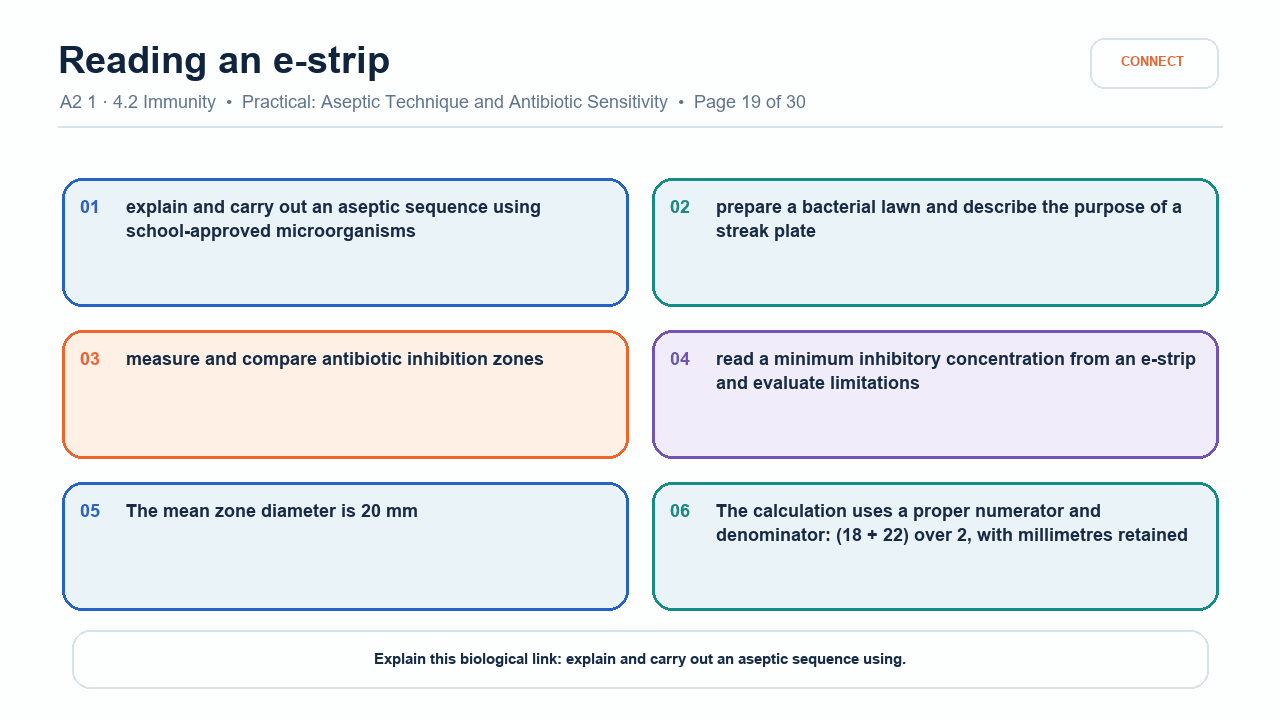 Reading an e-strip
CONNECT
A2 1 · 4.2 Immunity • Practical: Aseptic Technique and Antibiotic Sensitivity • Page 19 of 30
01 explain and carry out an aseptic sequence using
school-approved microorganisms
02 prepare a bacterial lawn and describe the purpose of a
streak plate
03 measure and compare antibiotic inhibition zones
04 read a minimum inhibitory concentration from an e-strip
and evaluate limitations
05 The mean zone diameter is 20 mm
06 The calculation uses a proper numerator and
denominator: (18 + 22) over 2, with millimetres retained
Explain this biological link: explain and carry out an aseptic sequence using.